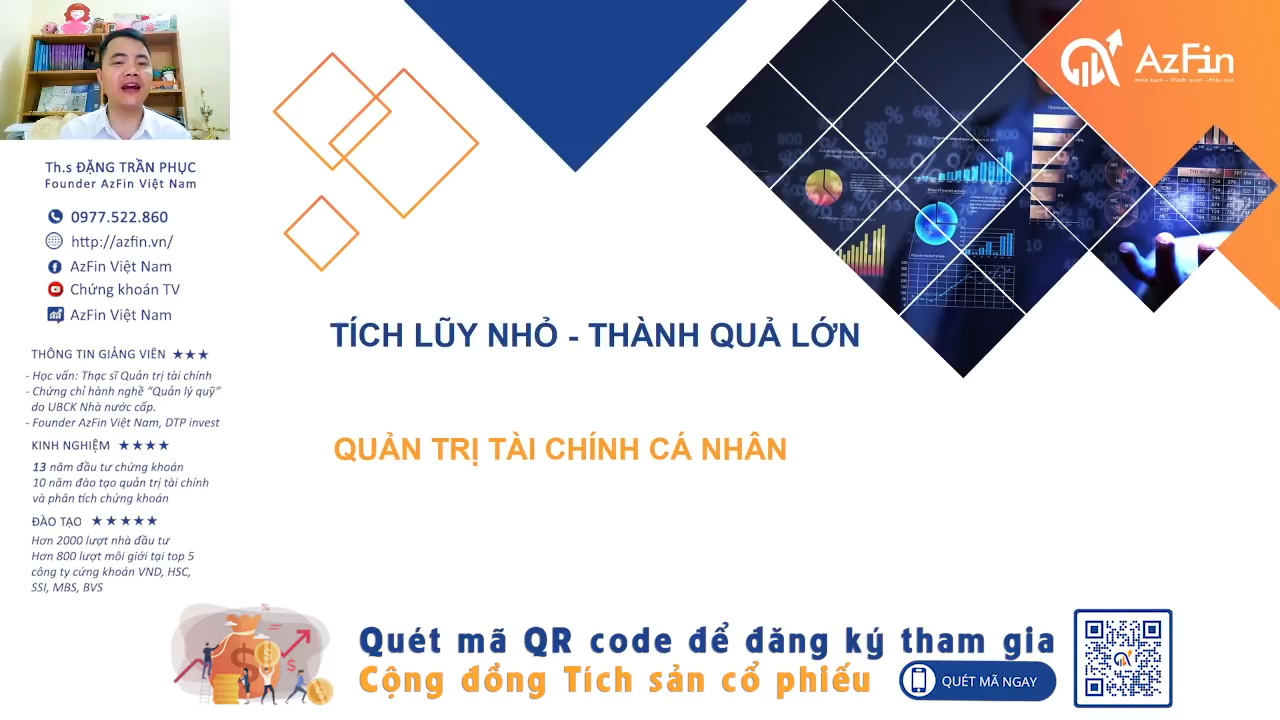 Th.s ĐẶNG TRẦN PHỤC
Founder AzFin Việt Nam
0977.522.860
http://azfin.vn/
AzFin Việt Nam
Chứng khoán TV
AzFin Việt Nam
THÔNG TIN GIẢNG VIÊN ★★★
- Học vấn: Thạc sĩ Quản trị tài chính
- Chứng chỉ hành nghề “Quản lý quỹ”
do UBCK Nhà nước cấp.
- Founder AzFin Việt Nam, DTP invest
KINH NGHIỆM ★★★★
13 năm đầu tư chứng khoán
10 năm đào tạo quản trị tài chính
và phân tích chứng khoán
ĐÀO TẠO ★★★★★
Hơn 2000 lượt nhà đầu tư
Hơn 800 lượt môi giới tại top 5
công ty cứng khoán VND, HSC,
SSI, MBS, BVS
AzFin
Minh bạch – Khách quan – Hiệu quả
TÍCH LŨY NHỎ - THÀNH QUẢ LỚN
QUẢN TRỊ TÀI CHÍNH CÁ NHÂN
Quét mã QR code để đăng ký tham gia
Cộng đồng Tích sản cổ phiếu
QUÉT MÃ NGAY